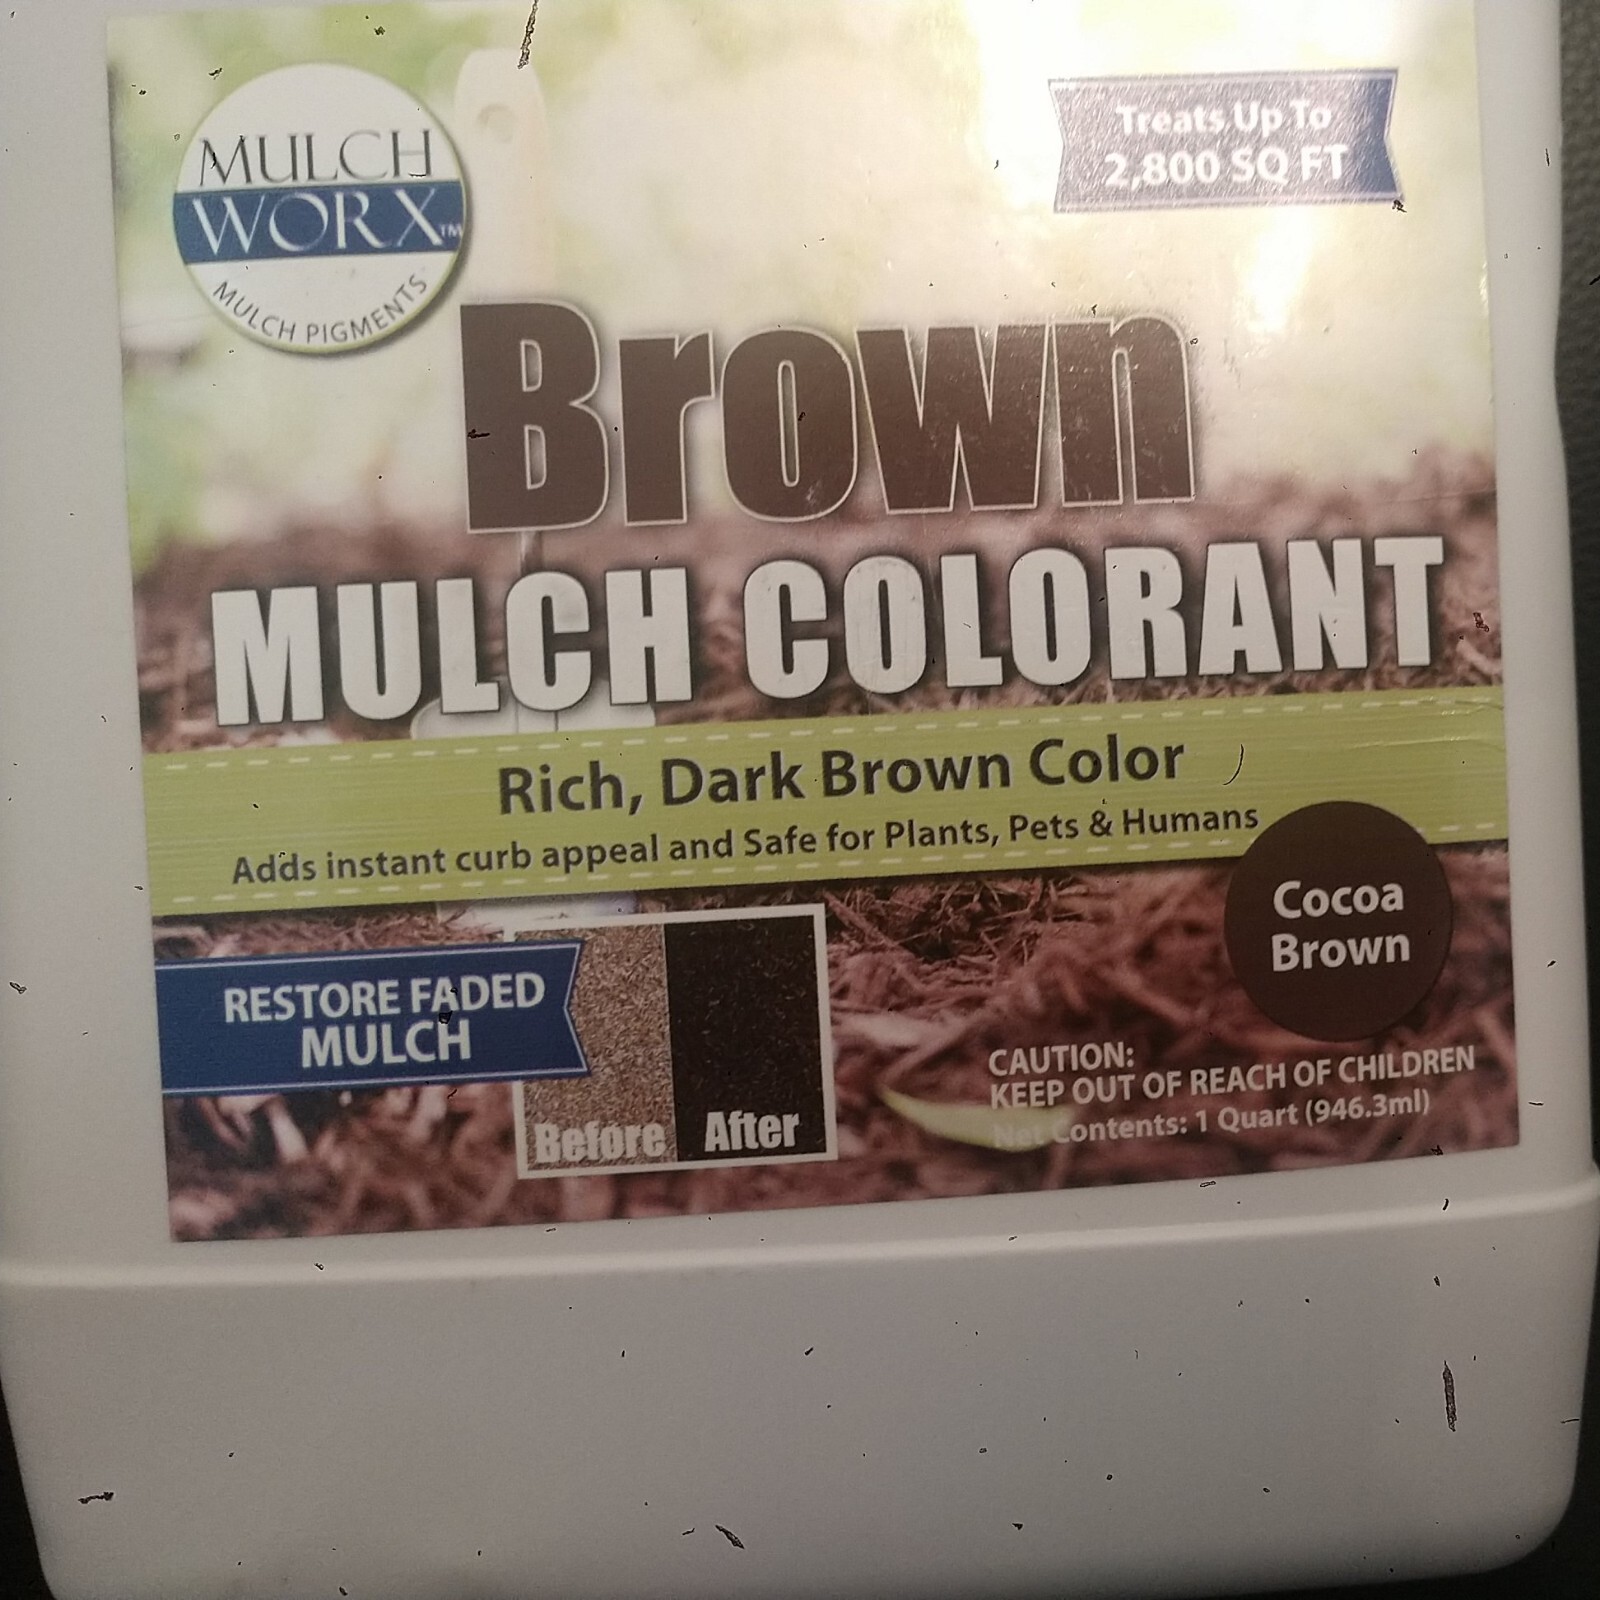 MULCH
WORX™
MULCH PIGMENTS
Treats Up To
2,800 SQ FT
Brown
MULCH COLORANT
Rich, Dark Brown Color
Adds instant curb appeal and Safe for Plants, Pets & Humans
Cocoa
Brown
RESTORE FADED
MULCH
Before
After
CAUTION:
KEEP OUT OF REACH OF CHILDREN
Net Contents: 1 Quart (946.3ml)